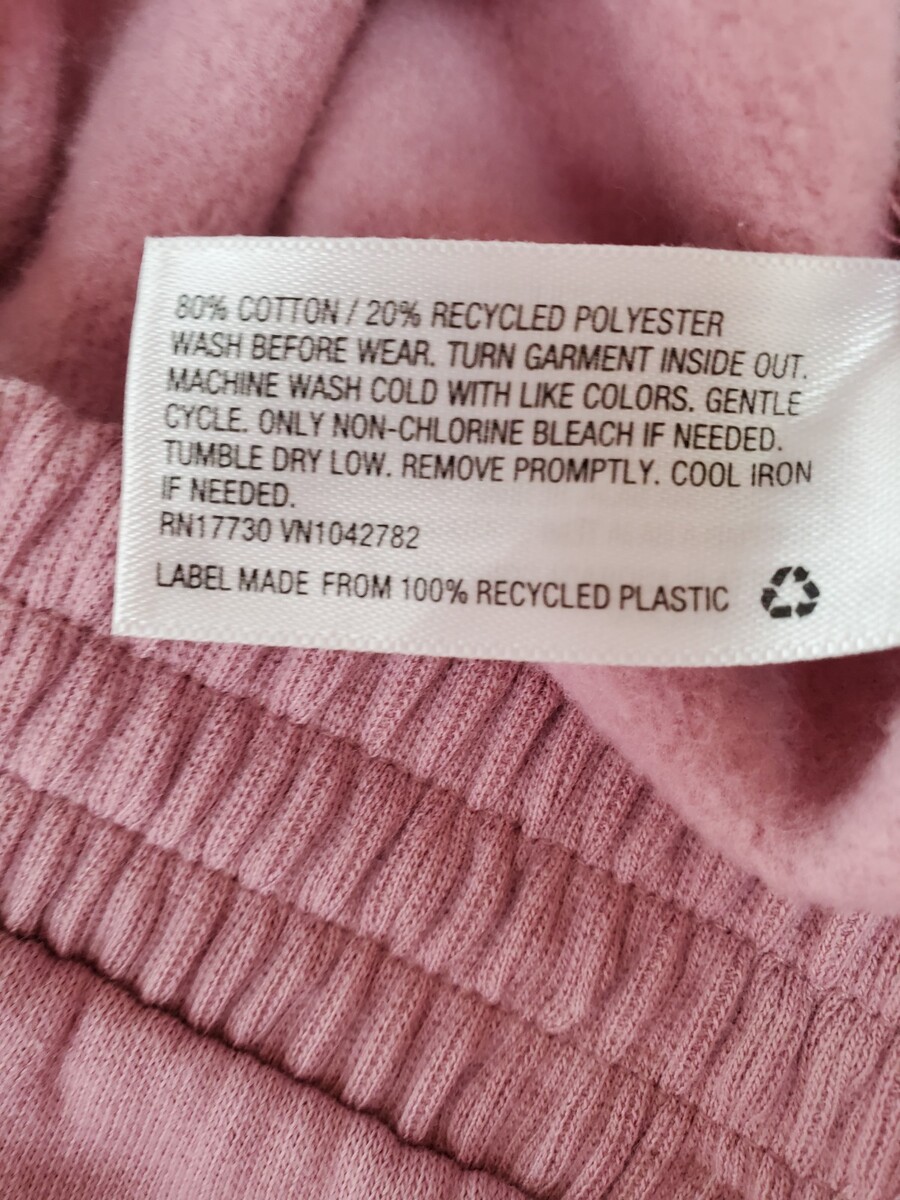 80% COTTON / 20% RECYCLED POLYESTER
WASH BEFORE WEAR. TURN GARMENT INSIDE OUT.
MACHINE WASH COLD WITH LIKE COLORS. GENTLE
CYCLE. ONLY NON-CHLORINE BLEACH IF NEEDED.
TUMBLE DRY LOW. REMOVE PROMPTLY. COOL IRON
IF NEEDED.
RN17730 VN1042782
LABEL MADE FROM 100% RECYCLED PLASTIC